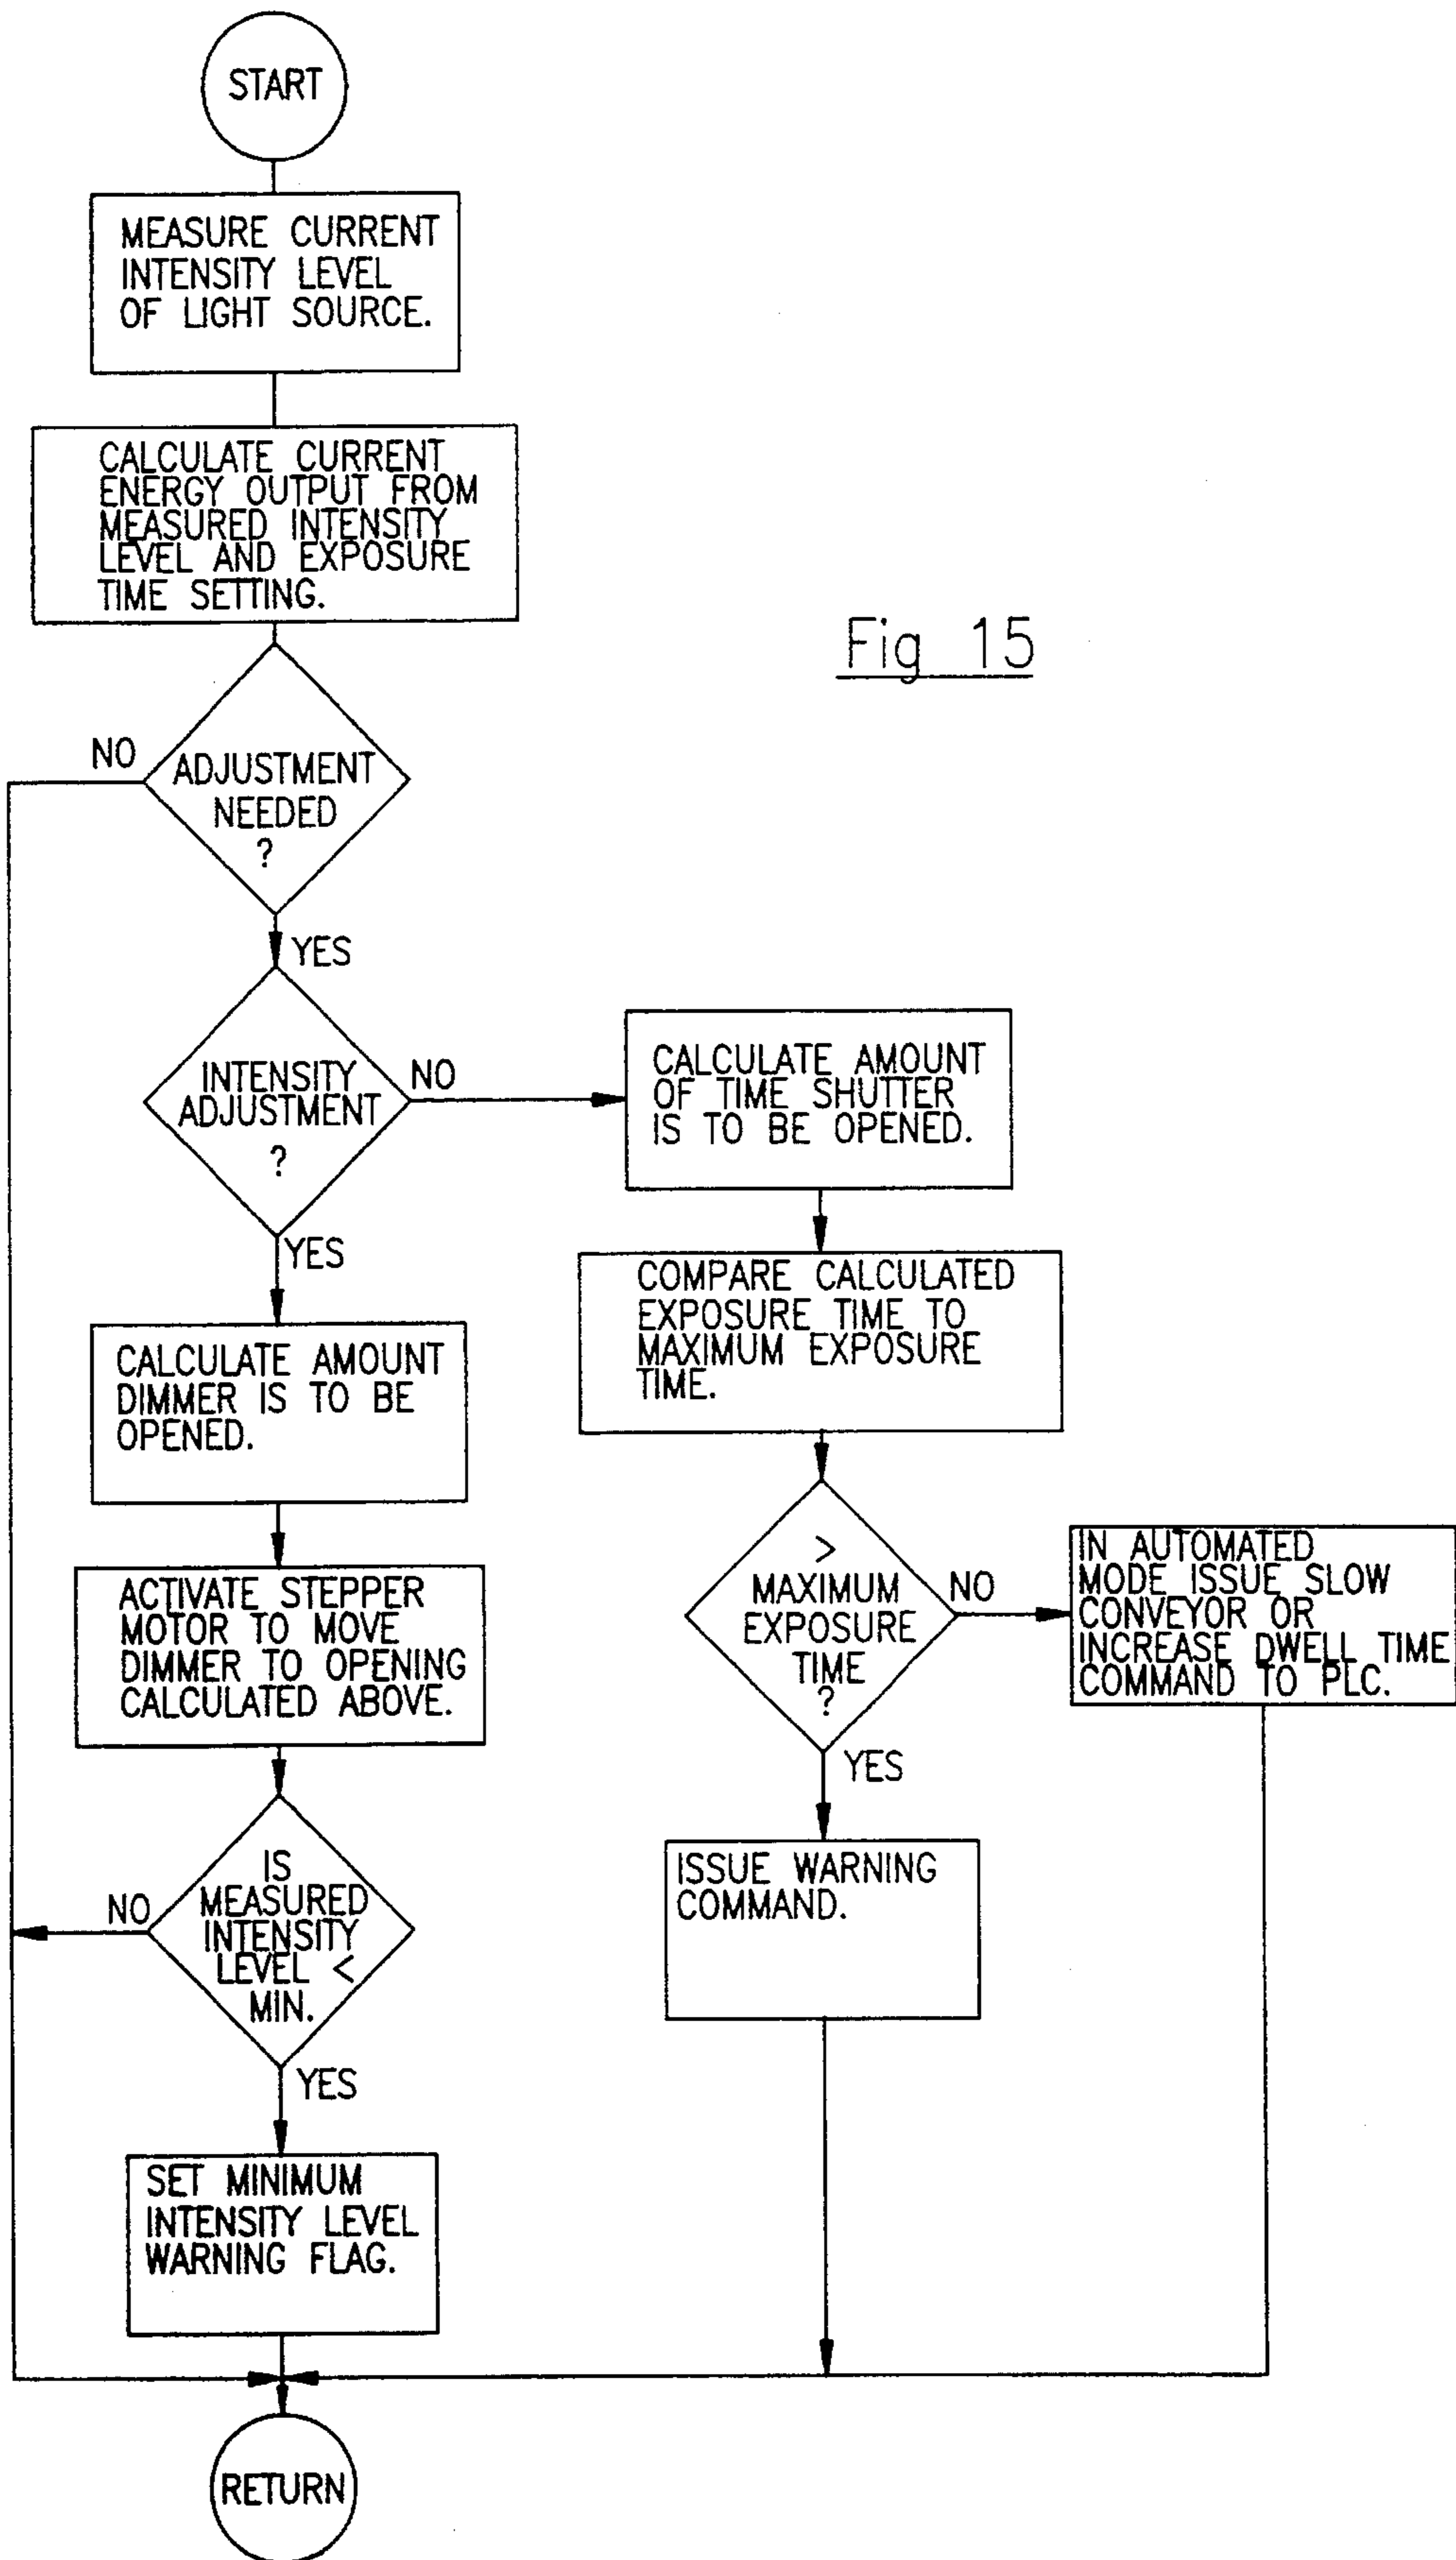 START
MEASURE CURRENT
INTENSITY LEVEL
OF LIGHT SOURCE.
CALCULATE CURRENT
ENERGY OUTPUT FROM
MEASURED INTENSITY
LEVEL AND EXPOSURE
TIME SETTING.
Fig 15
NO
ADJUSTMENT
NEEDED
?
YES
INTENSITY
ADJUSTMENT
?
NO
CALCULATE AMOUNT
OF TIME SHUTTER
IS TO BE OPENED.
YES
COMPARE CALCULATED
EXPOSURE TIME TO
MAXIMUM EXPOSURE
TIME.
CALCULATE AMOUNT
DIMMER IS TO BE
OPENED.
>
MAXIMUM
EXPOSURE
TIME
?
NO
IN AUTOMATED
MODE ISSUE SLOW
CONVEYOR OR
INCREASE DWELL TIME
COMMAND TO PLC.
ACTIVATE STEPPER
MOTOR TO MOVE
DIMMER TO OPENING
CALCULATED ABOVE.
YES
ISSUE WARNING
COMMAND.
NO
IS
MEASURED
INTENSITY
LEVEL <
MIN.
YES
SET MINIMUM
INTENSITY LEVEL
WARNING FLAG.
RETURN